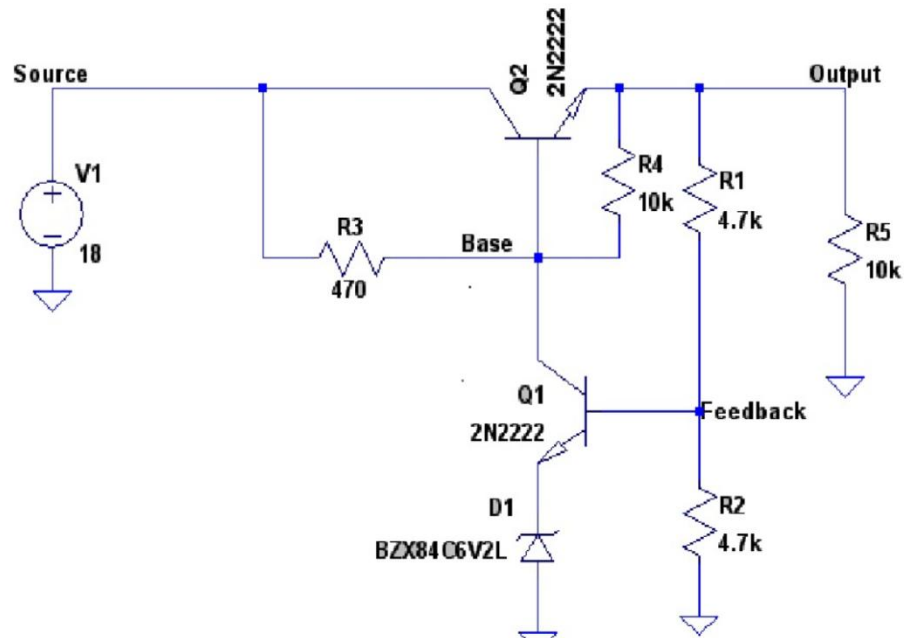 Source
Q2
2N2222
Output
V1
18
R4
10k
R1
4.7k
R3
470
Base
R5
10k
Q1
2N2222
Feedback
D1
BZX84C6V2L
R2
4.7k